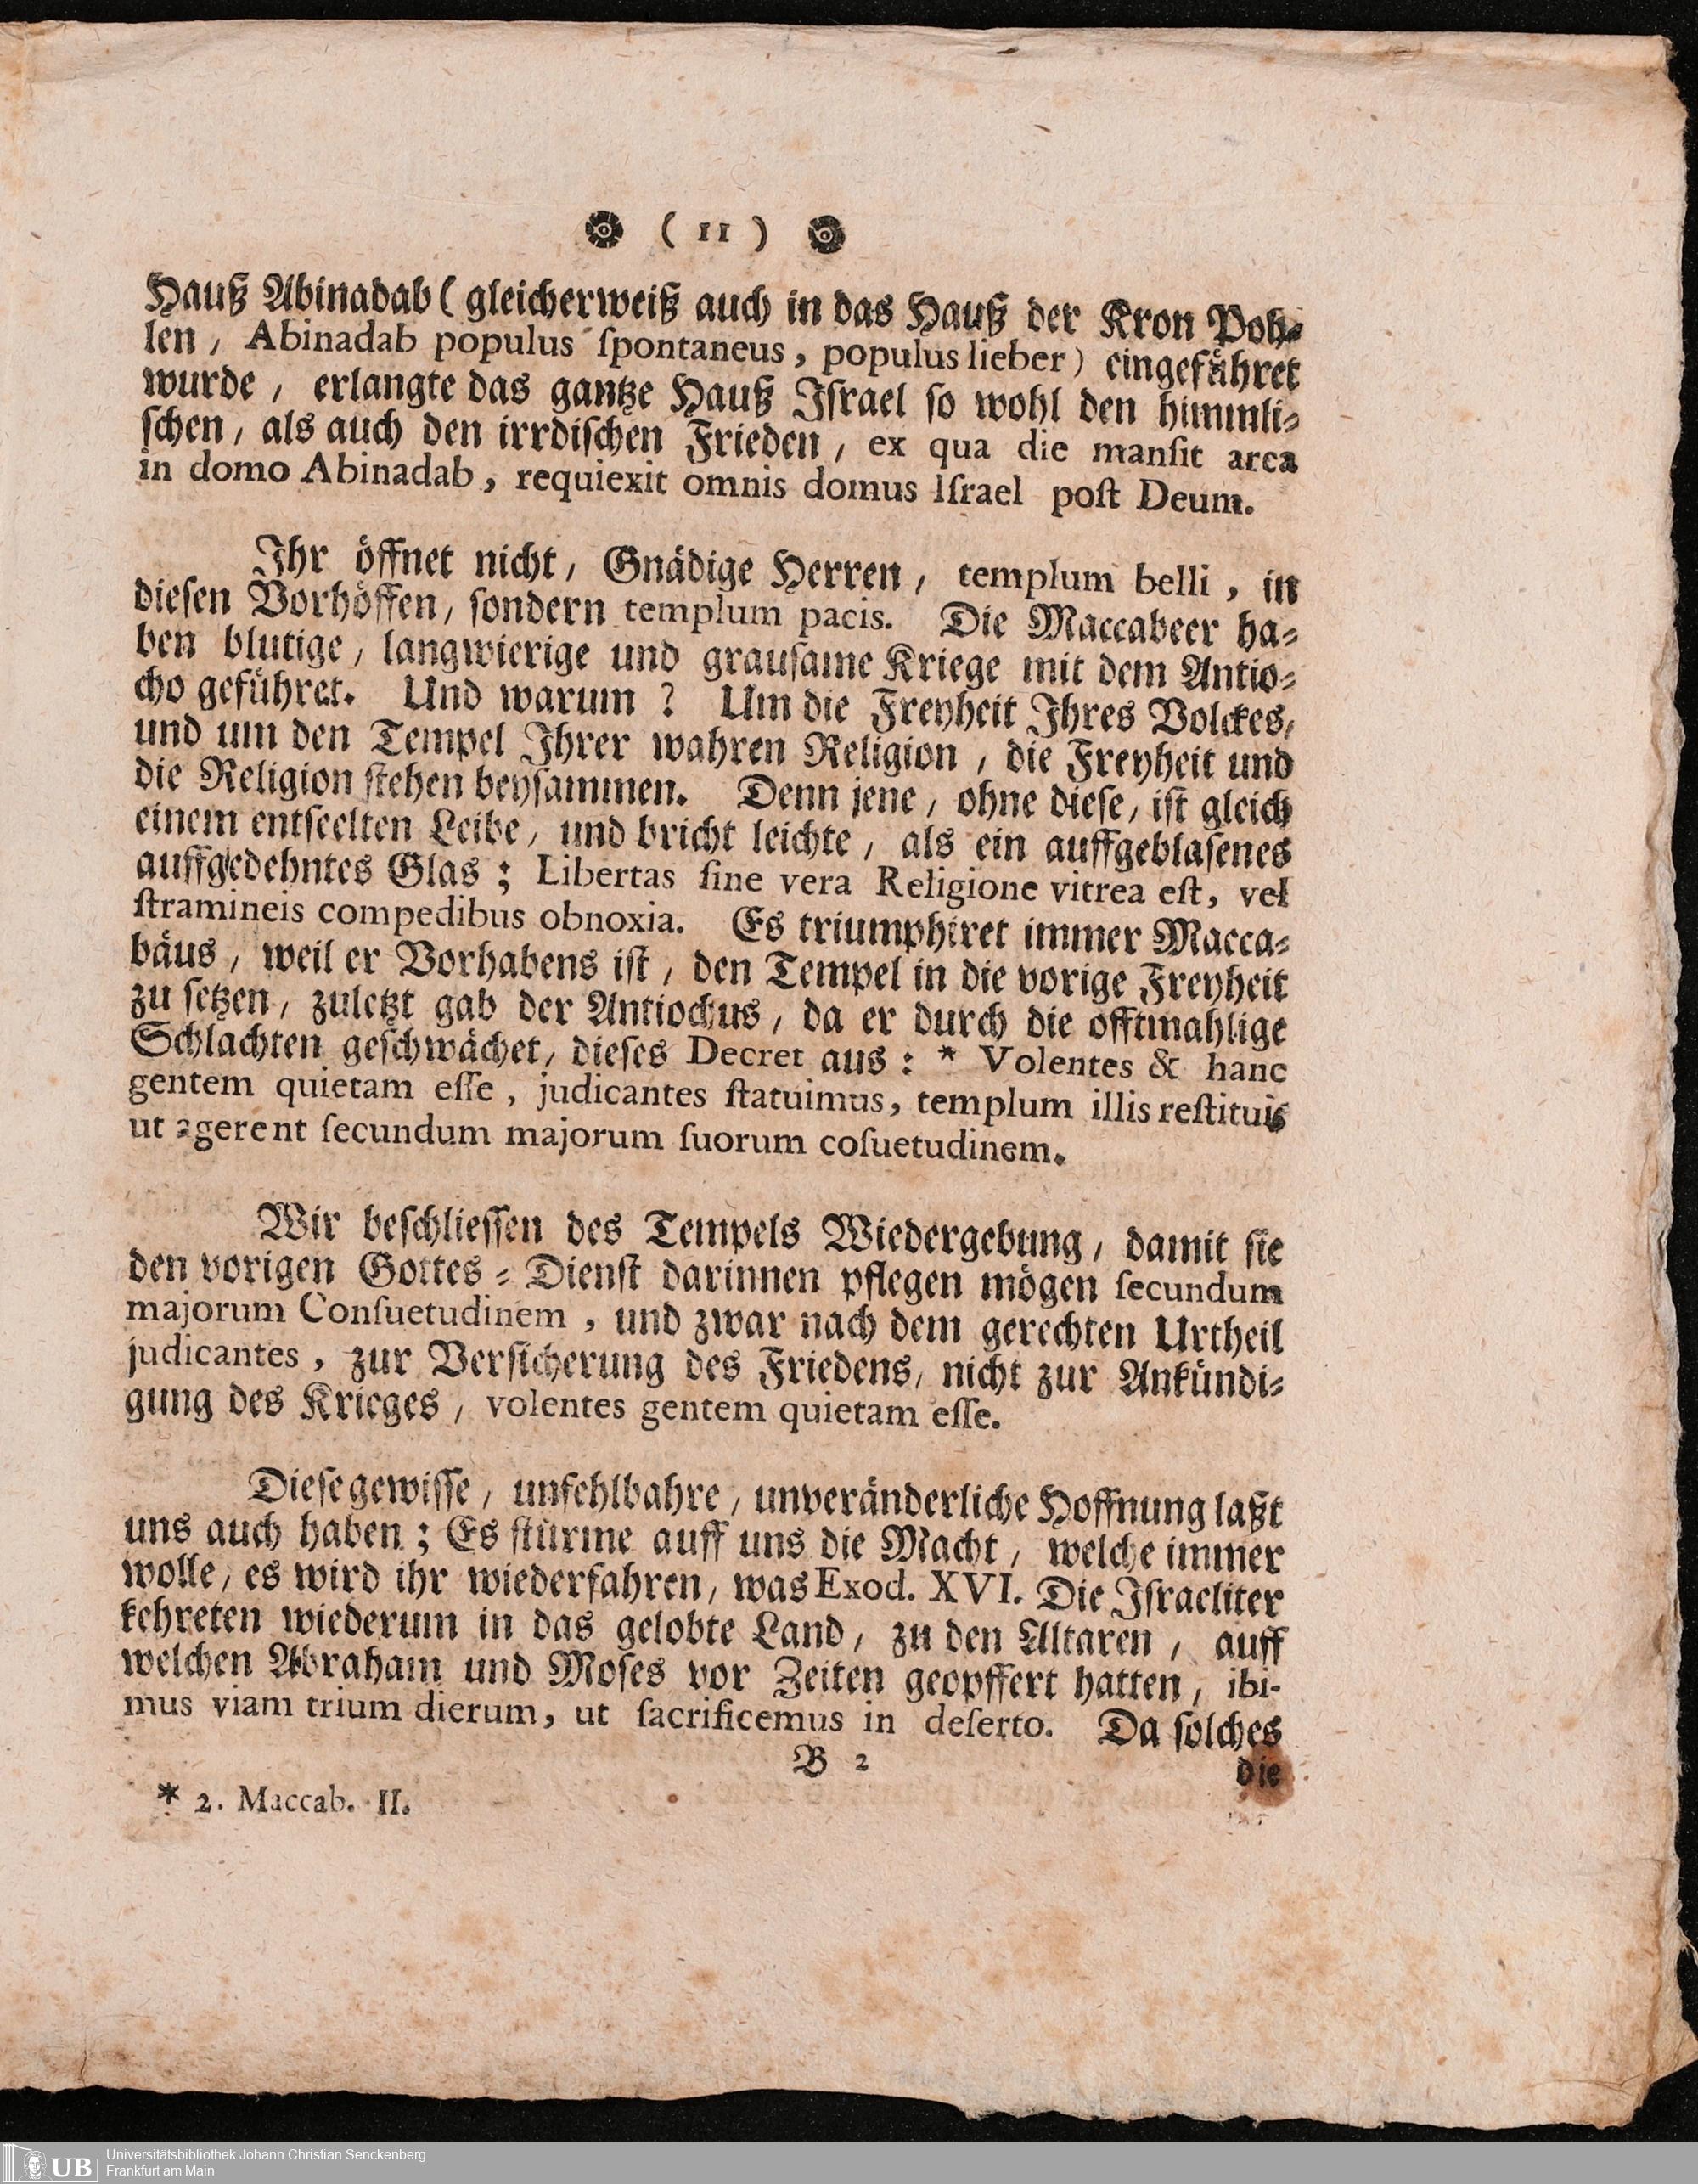 ( 11 )
Hauß Abinadab (gleicherweiß auch in das Hauß der Kron Poh⸗
len, Abinadab populus ſpontaneus, populus lieber) eingefůhret
wurde, erlangte das gantze Hauß Iſrael ſo wohl den himmli⸗
ſchen, als auch den irrdiſchen Frieden, ex qua die manſit arca
in domo Abinadab, requiexit omnis domus Iſrael poſt Deum.
Ihr öffnet nicht, Gnädige Herren, templum belli, in
dieſen Vorhöffen, ſondern templum pacis. Die Maccabeer ha⸗
ben blutige, langwierige und grauſame Kriege mit dem Antio⸗
cho geführet. Und warum? Um die Freyheit Ihres Volckes,
und um den Tempel Ihrer wahren Religion, die Freyheit und
die Religion ſtehen beyſammen. Denn jene, ohne dieſe, iſt gleich
einem entſeelten Leibe, und bricht leichte, als ein auffgeblaſenes
auffgedehntes Glas; Libertas ſine vera Religione vitrea eſt, vel
ſtramineis compedibus obnoxia. Es triumphiret immer Macca⸗
bäus, weil er Vorhabens iſt, den Tempel in die vorige Freyheit
zu ſetzen, zuletzt gab der Antiochus, da er durch die offtmahlige
Schlachten geſchwächet, dieſes Decret aus: * Volentes & hanc
gentem quietam eſſe, judicantes ſtatuimus, templum illis reſtitui
ut agerent ſecundum majorum ſuorum coſuetudinem.
Wir beſchlieſſen des Tempels Wiedergebung, damit ſie
den vorigen Gottes⸗Dienſt darinnen pflegen mögen ſecundum
majorum Conſuetudinem, und zwar nach dem gerechten Urtheil
judicantes, zur Verſicherung des Friedens, nicht zur Ankündi⸗
gung des Krieges, volentes gentem quietam eſſe.
Dieſe gewiſſe, unfehlbahre, unveränderliche Hoffnung laßt
uns auch haben; Es ſtürme auff uns die Macht, welche immer
wolle, es wird ihr wiederfahren, was Exod. XVI. Die Iſraeliter
kehreten wiederum in das gelobte Land, zu den Altaren, auff
welchen Abraham und Moſes vor Zeiten geopffert hatten, ibi-
mus viam trium dierum, ut ſacrificemus in deſerto. Da ſolches
B 2
die
* 2. Maccab. II.
UB Universitätsbibliothek Johann Christian Senckenberg
Frankfurt am Main